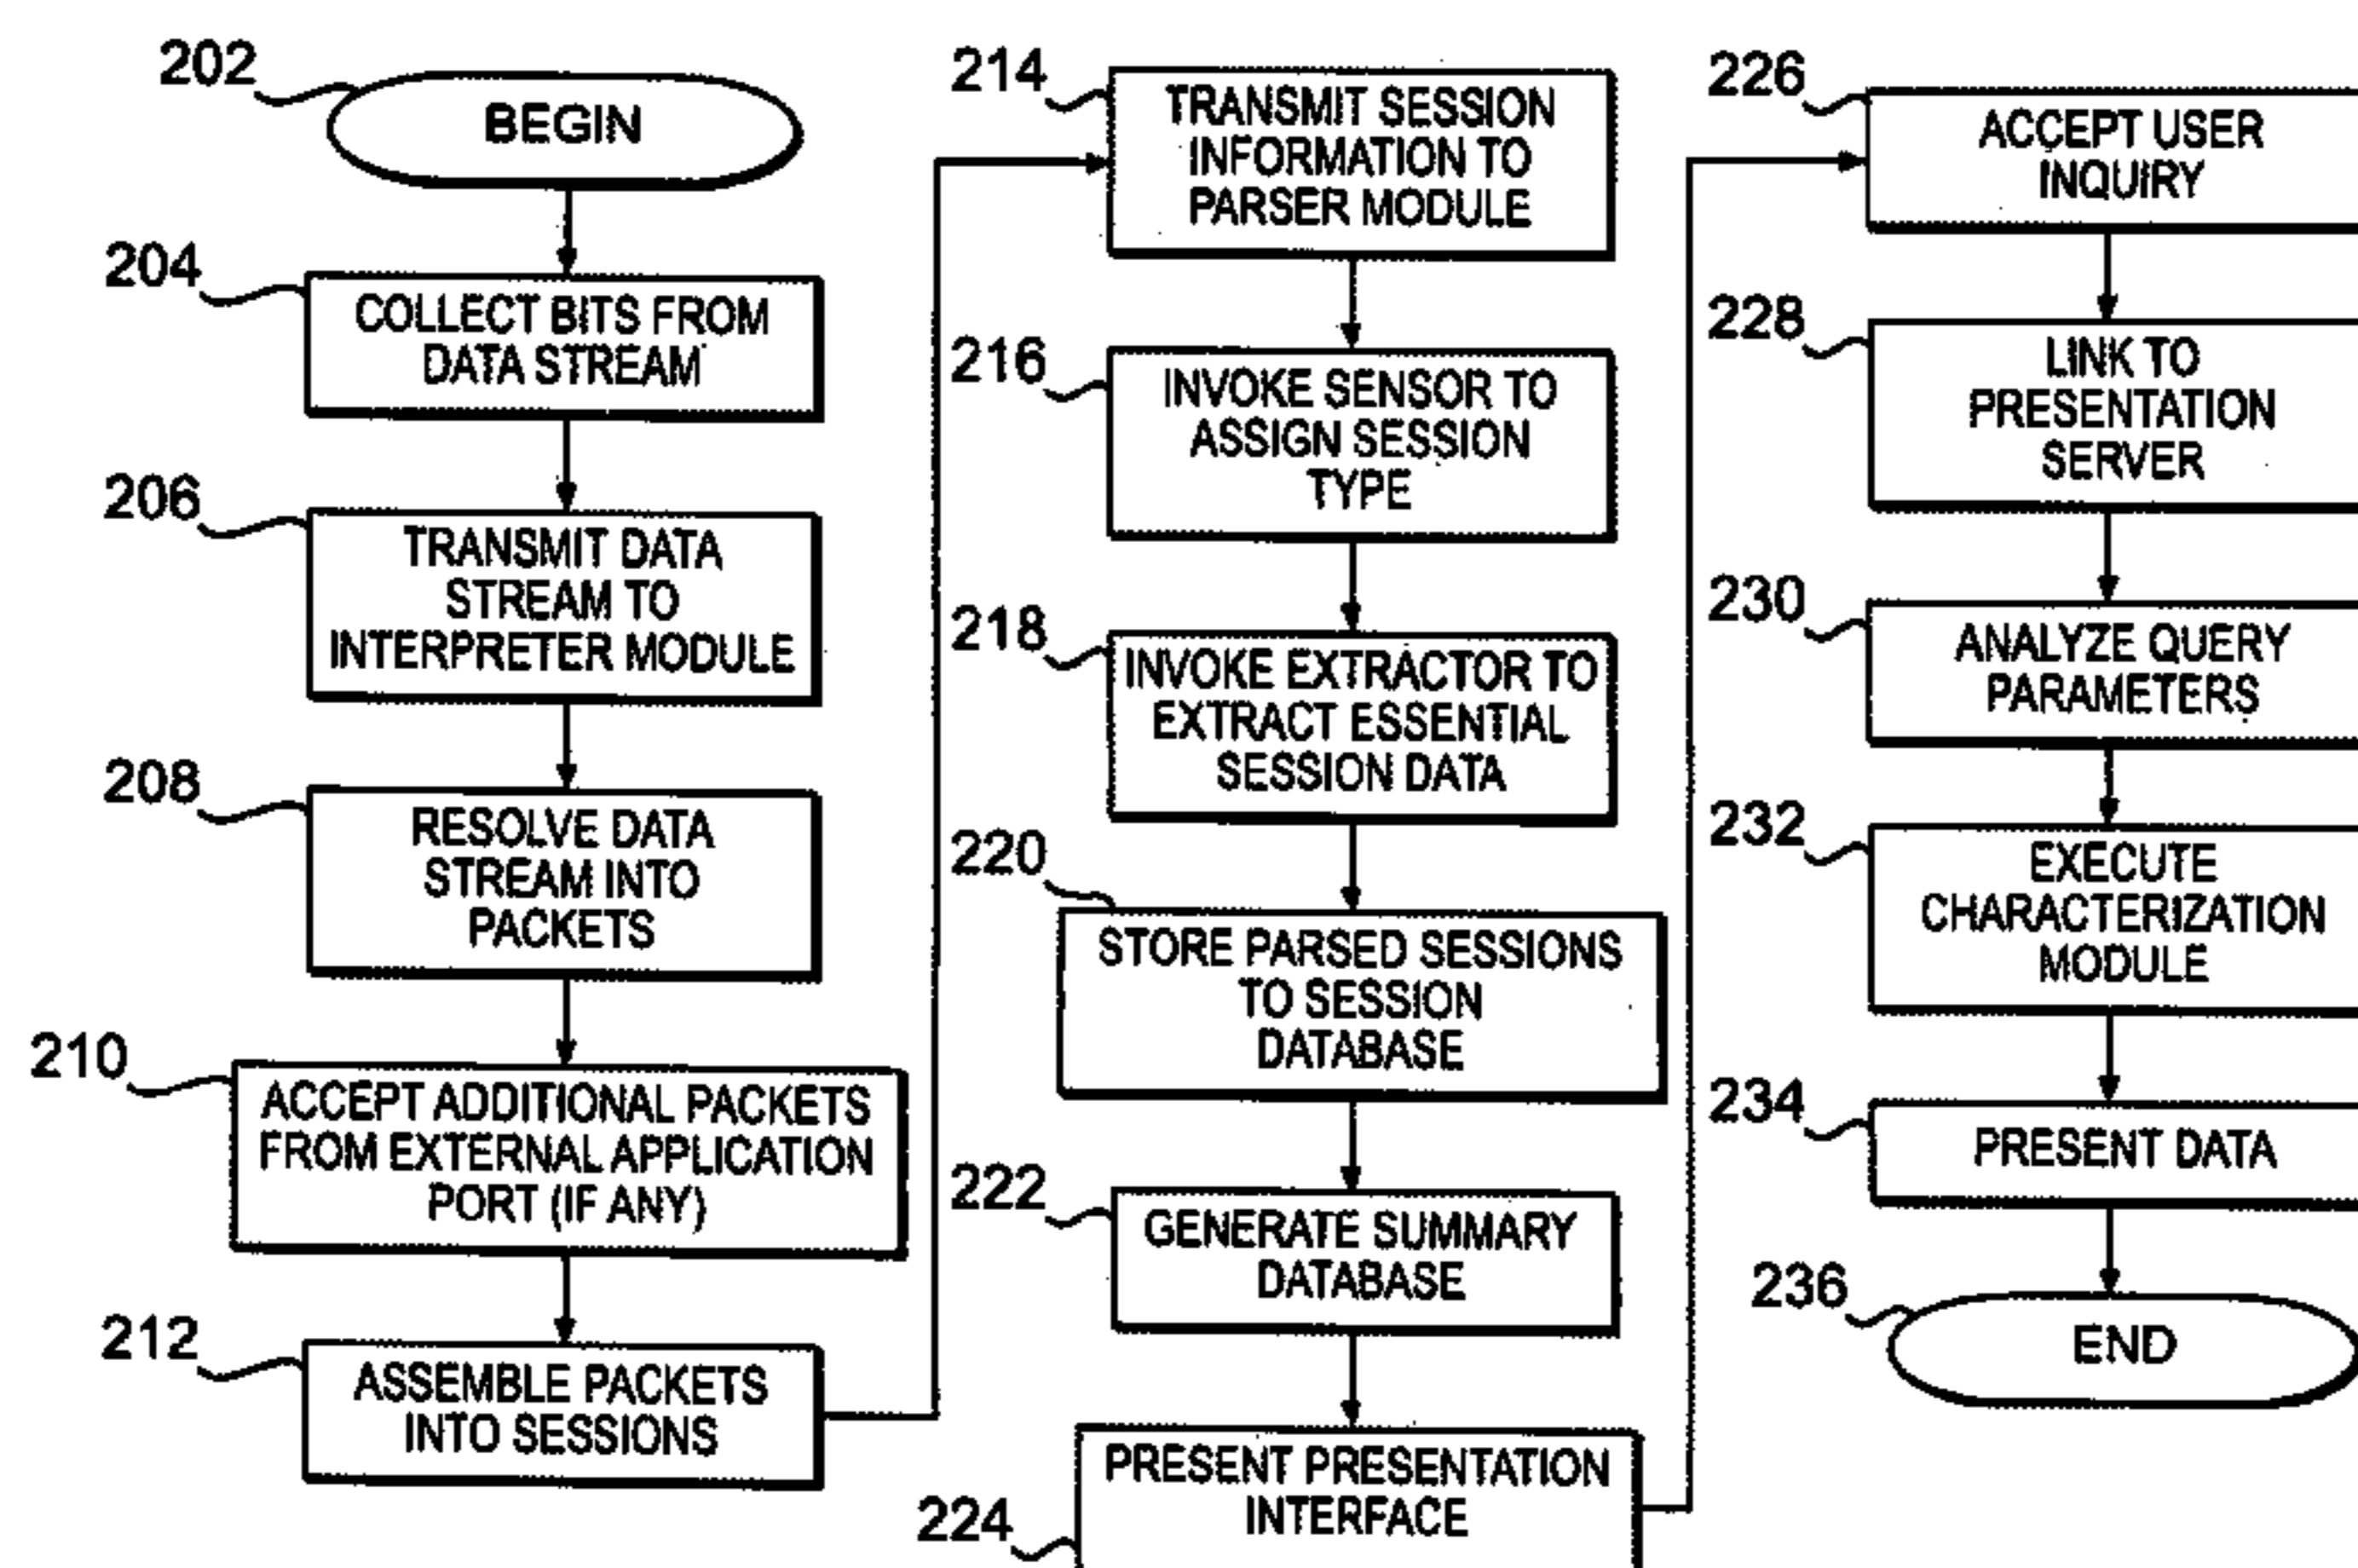 202
BEGIN
204
COLLECT BITS FROM
DATA STREAM
206
TRANSMIT DATA
STREAM TO
INTERPRETER MODULE
208
RESOLVE DATA
STREAM INTO
PACKETS
210
ACCEPT ADDITIONAL PACKETS
FROM EXTERNAL APPLICATION
PORT (IF ANY)
212
ASSEMBLE PACKETS
INTO SESSIONS
214
TRANSMIT SESSION
INFORMATION TO
PARSER MODULE
216
INVOKE SENSOR TO
ASSIGN SESSION
TYPE
218
INVOKE EXTRACTOR TO
EXTRACT ESSENTIAL
SESSION DATA
220
STORE PARSED SESSIONS
TO SESSION
DATABASE
222
GENERATE SUMMARY
DATABASE
224
PRESENT PRESENTATION
INTERFACE
226
ACCEPT USER
INQUIRY
228
LINK TO
PRESENTATION
SERVER
230
ANALYZE QUERY
PARAMETERS
232
EXECUTE
CHARACTERIZATION
MODULE
234
PRESENT DATA
236
END